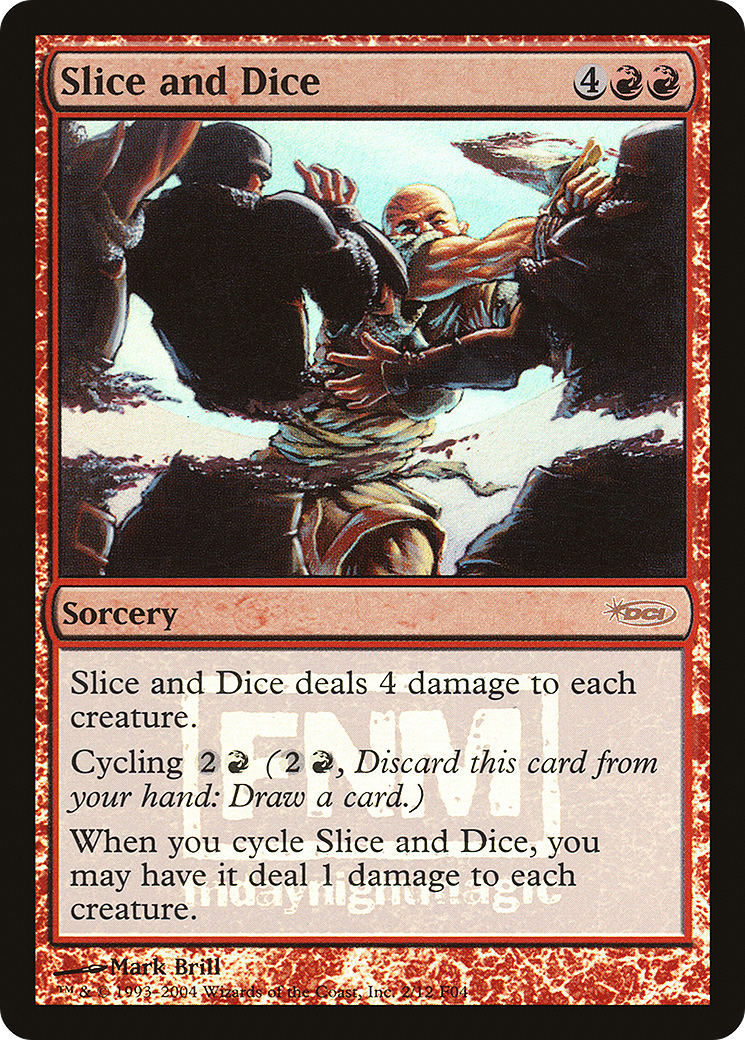 Slice and Dice 4
DCI
Sorcery
Slice and Dice deals 4 damage to each
creature.
Cycling 2 ( 2 , Discard this card from
your hand: Draw a card.)
When you cycle Slice and Dice, you
may have it deal 1 damage to each
creature.
FNM
fridaynightmagic
Mark Brill
™ & © 1993–2004 Wizards of the Coast, Inc. 2/12 F04